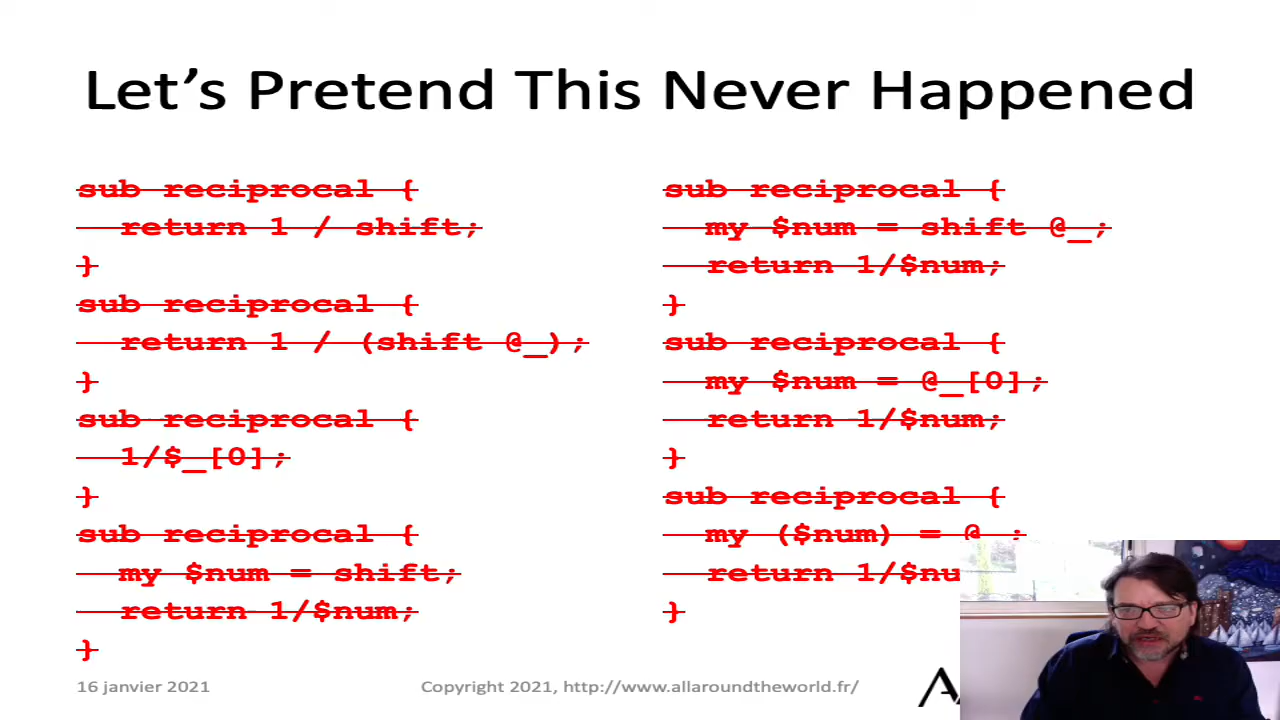 Let's Pretend This Never Happened
sub reciprocal {
return 1 / shift;
}
sub reciprocal {
return 1 / (shift @_);
}
sub reciprocal {
1/$_[0];
}
sub reciprocal {
my $num = shift;
return 1/$num;
}
sub reciprocal {
my $num = shift @_;
return 1/$num;
}
sub reciprocal {
my $num = @_[0];
return 1/$num;
}
sub reciprocal {
my ($num) = @_;
return 1/$nu
}
16 janvier 2021
Copyright 2021, http://www.allaroundtheworld.fr/